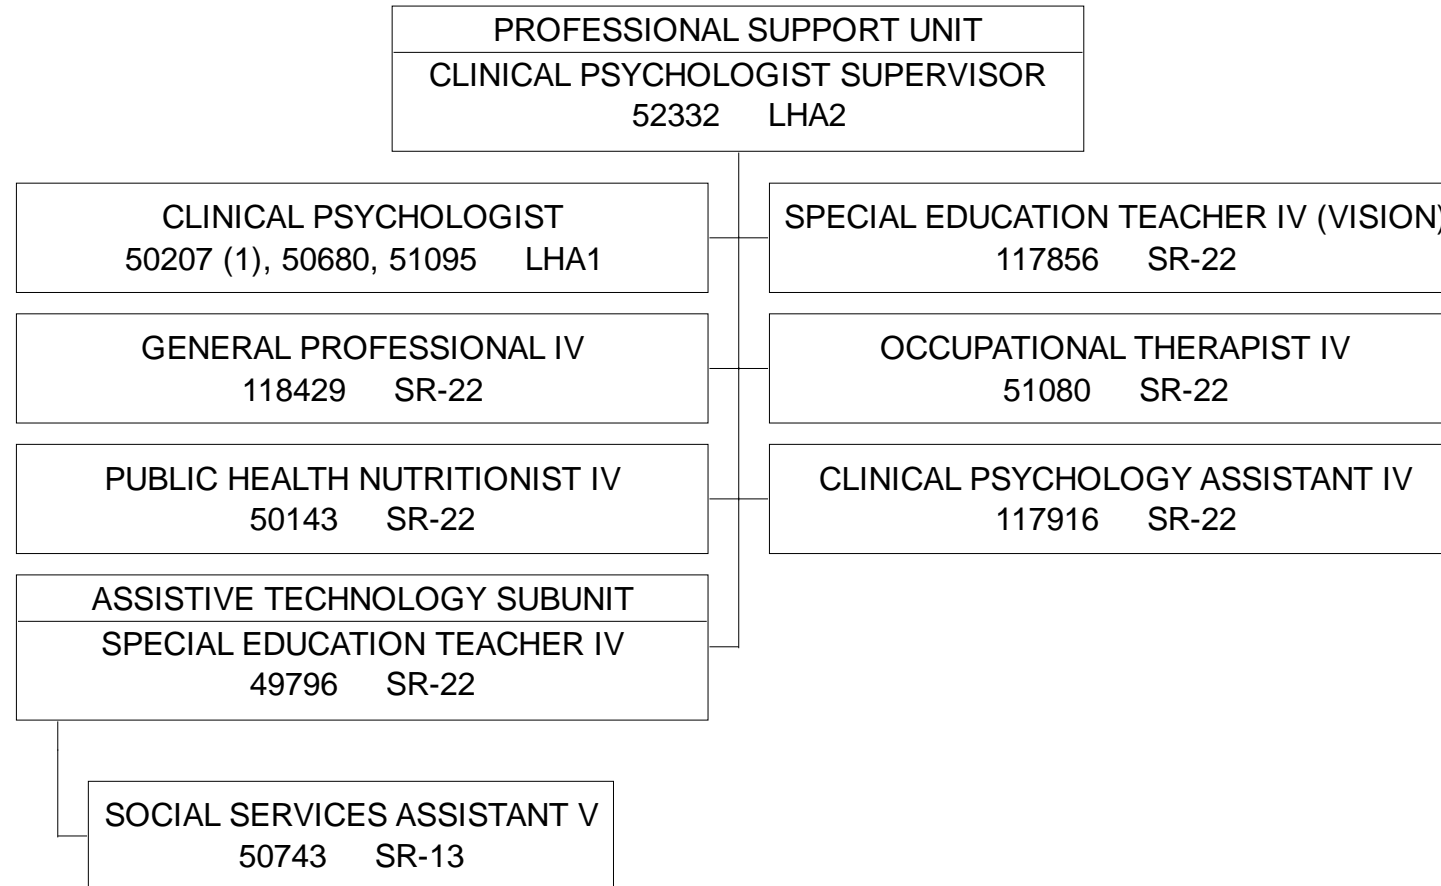 PROFESSIONAL SUPPORT UNIT
CLINICAL PSYCHOLOGIST SUPERVISOR
52332 LHA2
CLINICAL PSYCHOLOGIST
50207 (1), 50680, 51095 LHA1
SPECIAL EDUCATION TEACHER IV (VISION)
117856 SR-22
GENERAL PROFESSIONAL IV
118429 SR-22
OCCUPATIONAL THERAPIST IV
51080 SR-22
PUBLIC HEALTH NUTRITIONIST IV
50143 SR-22
CLINICAL PSYCHOLOGY ASSISTANT IV
117916 SR-22
ASSISTIVE TECHNOLOGY SUBUNIT
SPECIAL EDUCATION TEACHER IV
49796 SR-22
SOCIAL SERVICES ASSISTANT V
50743 SR-13